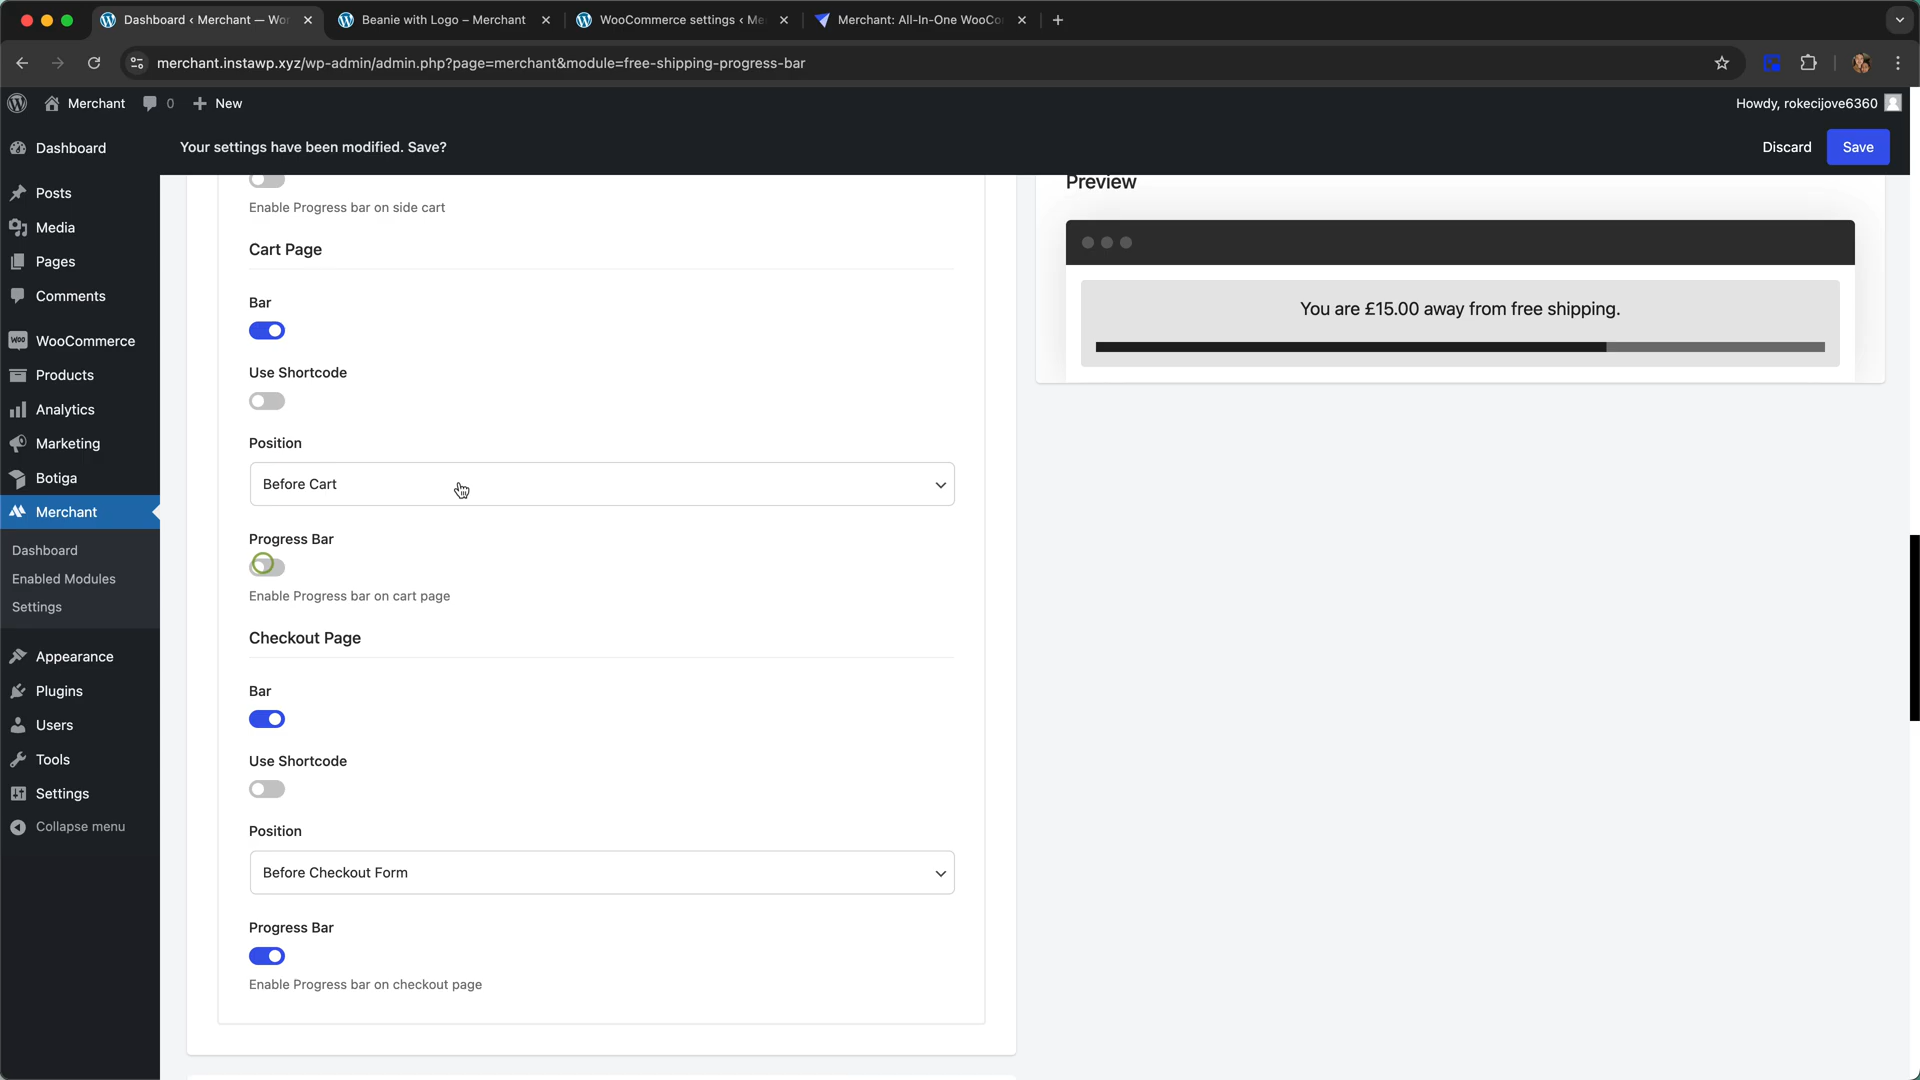 Dashboard ‹ Merchant — Wor
Beanie with Logo – Merchant
WooCommerce settings ‹ Me
Merchant: All-In-One WooCo
merchant.instawp.xyz/wp-admin/admin.php?page=merchant&module=free-shipping-progress-bar
Merchant
0
New
Howdy, rokecijove6360
Your settings have been modified. Save?
Discard
Save
Dashboard
Posts
Media
Pages
Comments
WooCommerce
Products
Analytics
Marketing
Botiga
Merchant
Dashboard
Enabled Modules
Settings
Appearance
Plugins
Users
Tools
Settings
Collapse menu
Enable Progress bar on side cart
Cart Page
Bar
Use Shortcode
Position
Before Cart
Progress Bar
Enable Progress bar on cart page
Checkout Page
Bar
Use Shortcode
Position
Before Checkout Form
Progress Bar
Enable Progress bar on checkout page
Preview
You are £15.00 away from free shipping.